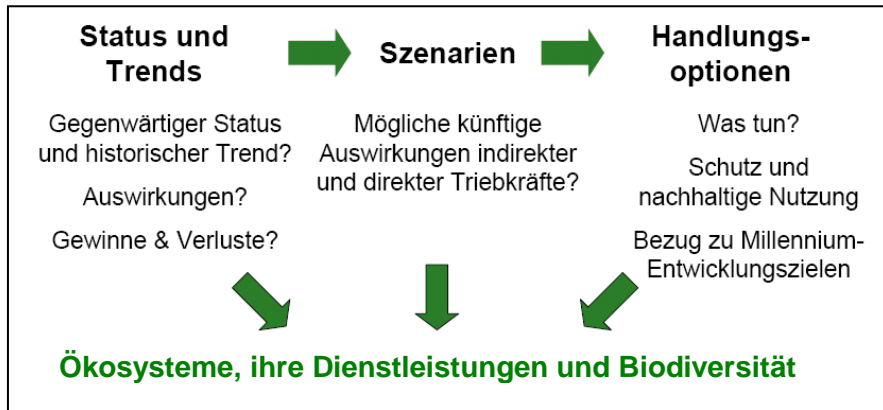 Status und
Trends
Szenarien
Handlungs-
optionen
Gegenwärtiger Status
und historischer Trend?
Auswirkungen?
Gewinne & Verluste?
Mögliche künftige
Auswirkungen indirekter
und direkter Triebkräfte?
Was tun?
Schutz und
nachhaltige Nutzung
Bezug zu Millennium-
Entwicklungszielen
Ökosysteme, ihre Dienstleistungen und Biodiversität